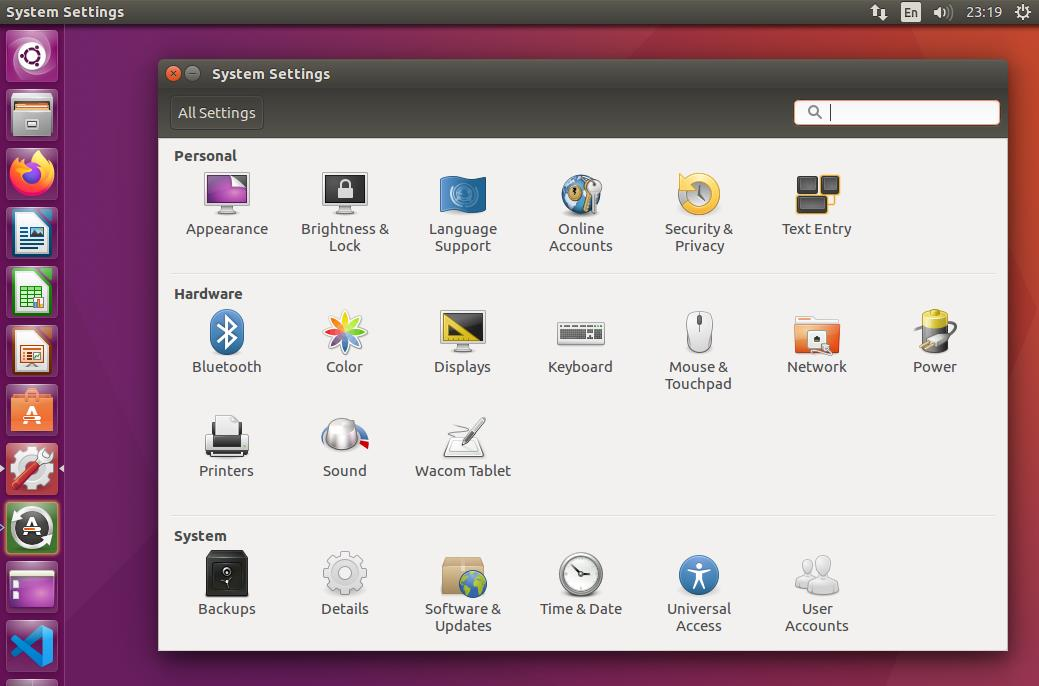 System Settings
En
23:19
System Settings
All Settings
Personal
Appearance
Brightness &
Lock
Language
Support
Online
Accounts
Security &
Privacy
Text Entry
Hardware
Bluetooth
Color
Displays
Keyboard
Mouse &
Touchpad
Network
Power
Printers
Sound
Wacom Tablet
System
Backups
Details
Software &
Updates
Time & Date
Universal
Access
User
Accounts